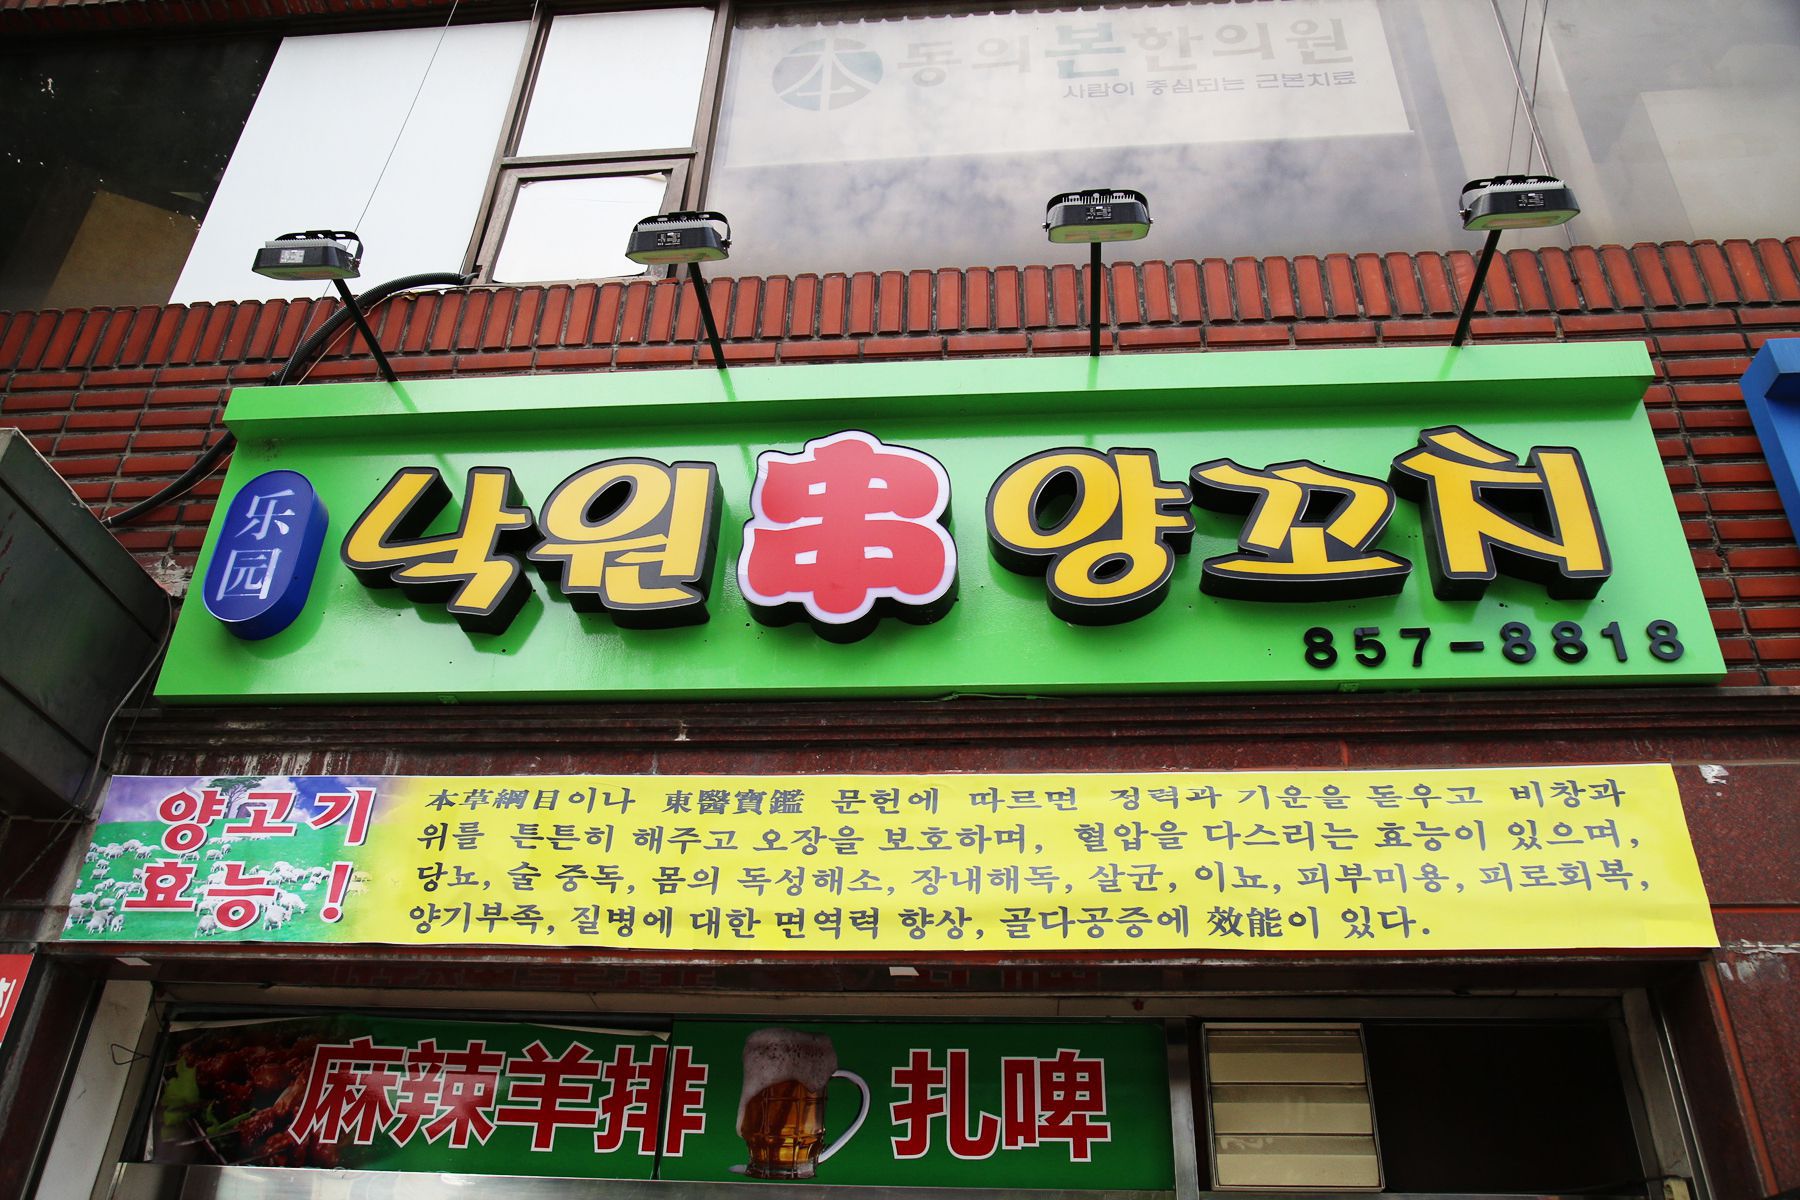 동의본한의원
사람이 중심되는 근본치료
乐园
낙원串양꼬치
857-8818
양고기
효능!
本草綱目이나 東醫寶鑑 문헌에 따르면 정력과 기운을 돋우고 비창과
위를 튼튼히 해주고 오장을 보호하며, 혈압을 다스리는 효능이 있으며,
당뇨, 술 중독, 몸의 독성해소, 장내해독, 살균, 이뇨, 피부미용, 피로회복,
양기부족, 질병에 대한 면역력 향상, 골다공증에 效能이 있다.
麻辣羊排 扎啤